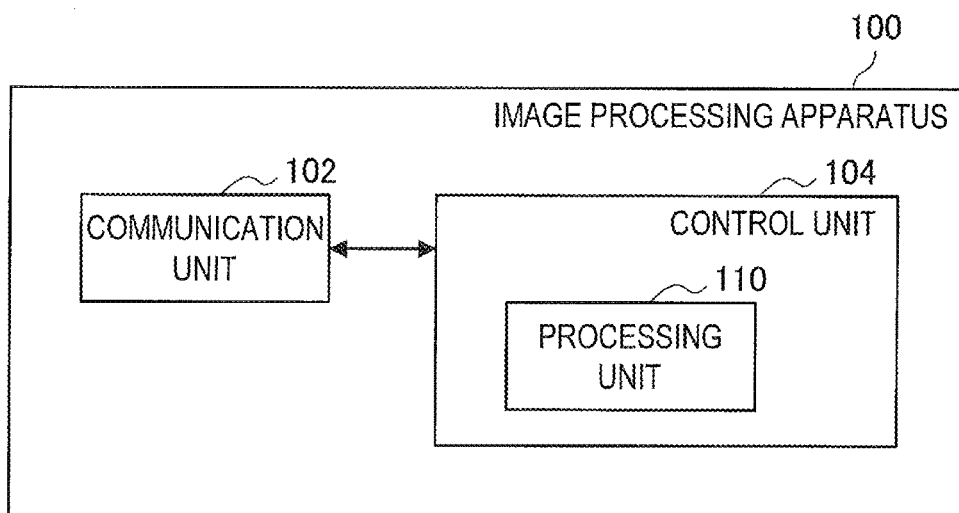 100
IMAGE PROCESSING APPARATUS
102
COMMUNICATION
UNIT
104
CONTROL UNIT
110
PROCESSING
UNIT